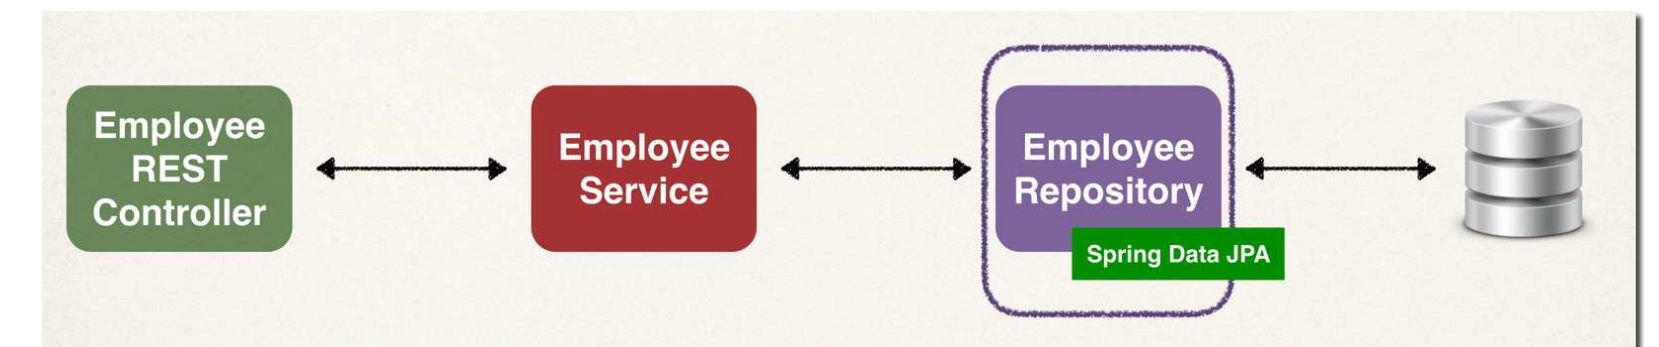 Employee
REST
Controller
Employee
Service
Employee
Repository
Spring Data JPA